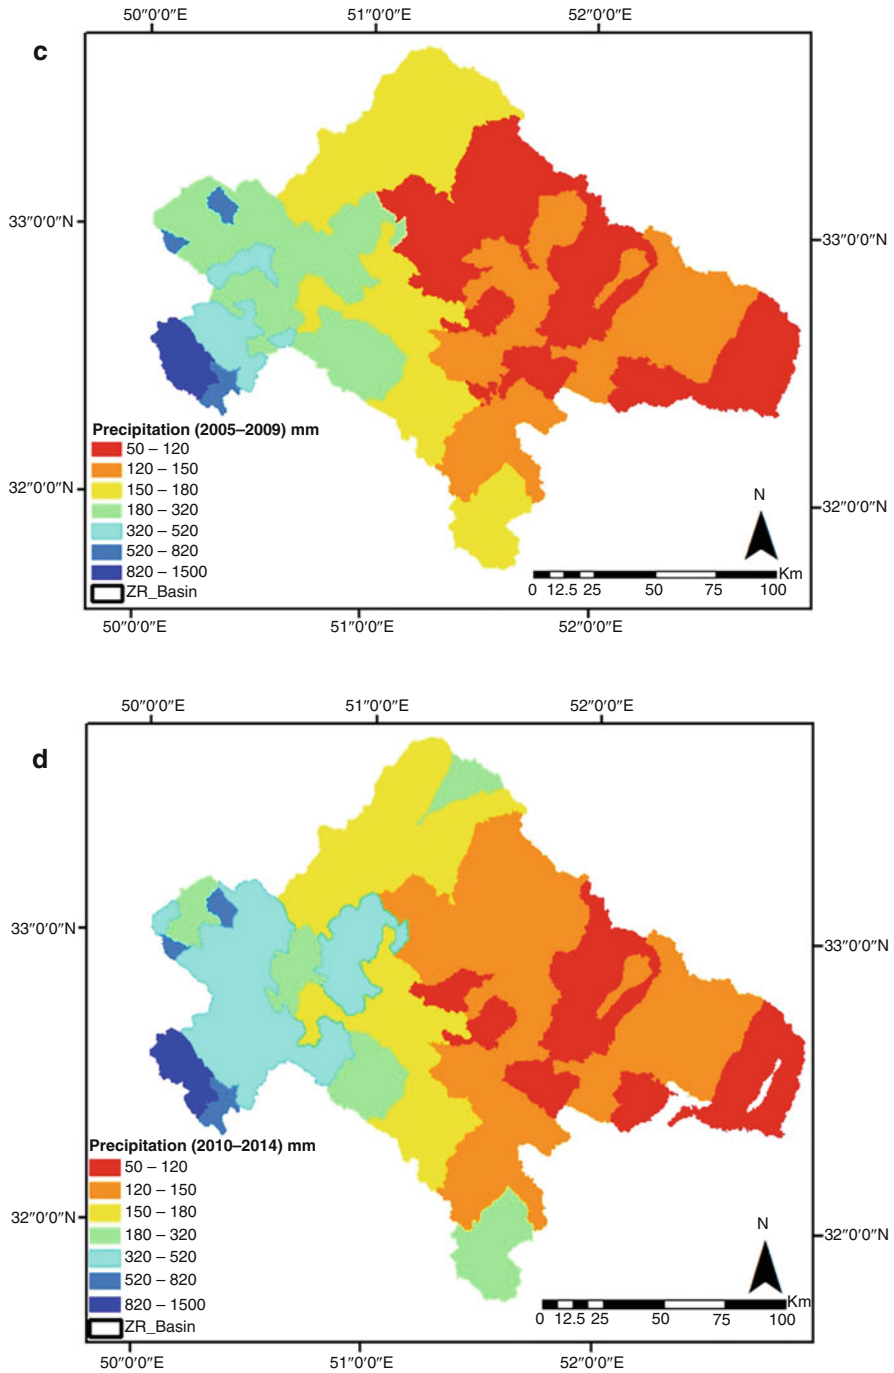 50″0′0″E 51″0′0″E 52″0′0″E
c
33″0′0″N
33″0′0″N
Precipitation (2005–2009) mm
50 – 120
120 – 150
150 – 180
180 – 320
320 – 520
520 – 820
820 – 1500
ZR_Basin
32″0′0″N
32″0′0″N
N
Km
0 12.5 25 50 75 100
50″0′0″E 51″0′0″E 52″0′0″E
50″0′0″E 51″0′0″E 52″0′0″E
d
33″0′0″N
33″0′0″N
Precipitation (2010–2014) mm
50 – 120
120 – 150
150 – 180
180 – 320
320 – 520
520 – 820
820 – 1500
ZR_Basin
32″0′0″N
32″0′0″N
N
Km
0 12.5 25 50 75 100
50″0′0″E 51″0′0″E 52″0′0″E